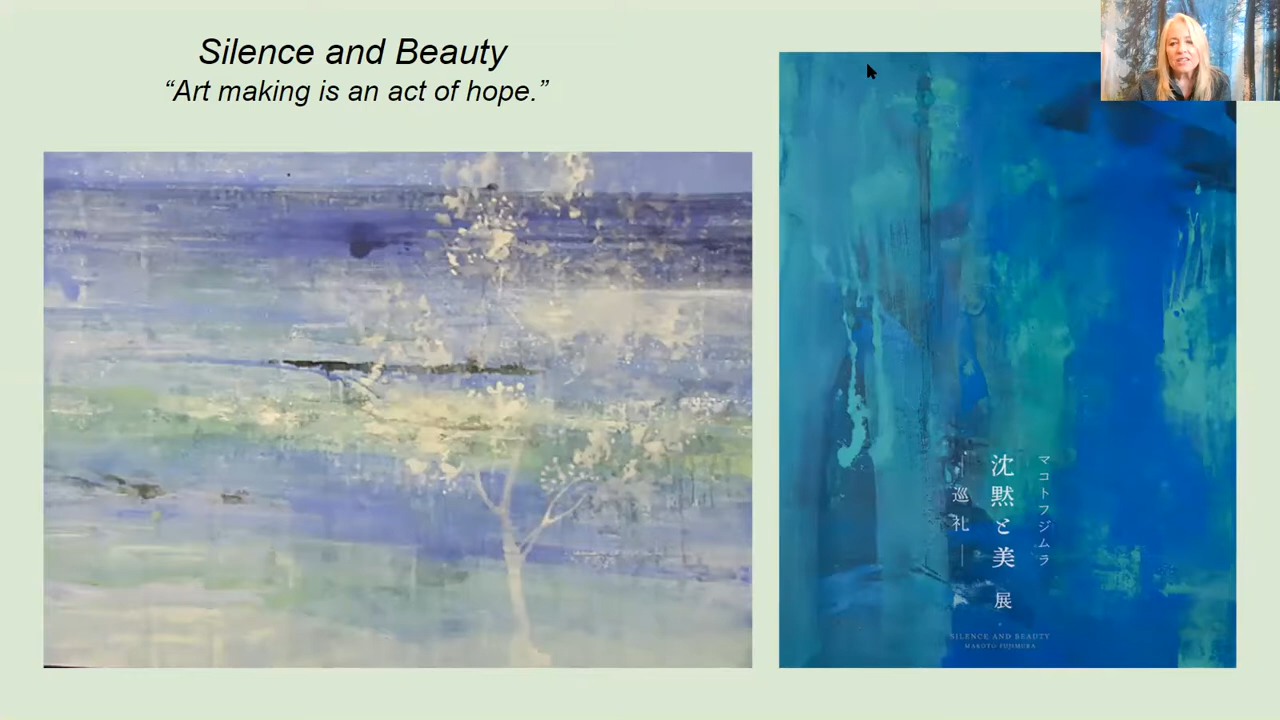 Silence and Beauty
“Art making is an act of hope.”
マコトフジムラ
沈黙と美 展
―巡礼―
SILENCE AND BEAUTY
MAKOTO FUJIMURA